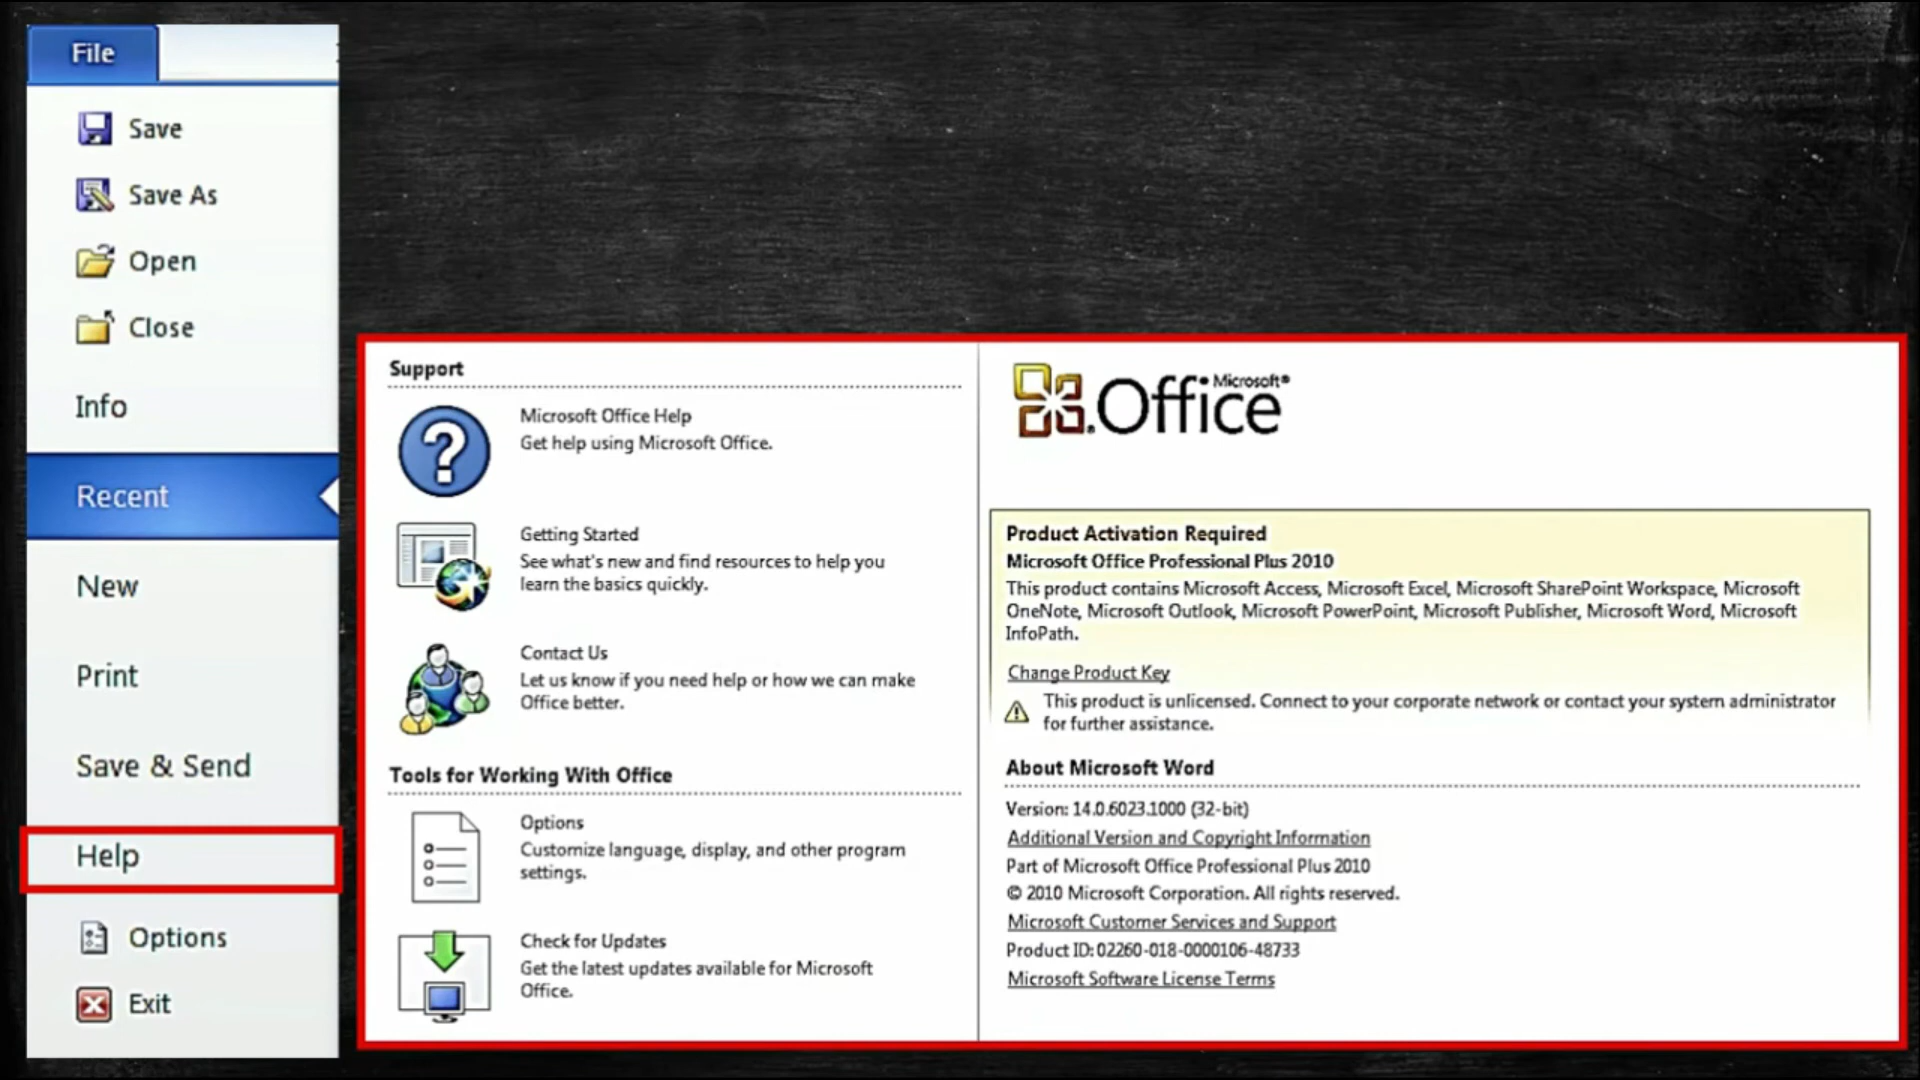 File
Save
Save As
Open
Close
Info
Recent
New
Print
Save & Send
Help
Options
Exit
Support
Microsoft Office Help
Get help using Microsoft Office.
Getting Started
See what's new and find resources to help you
learn the basics quickly.
Contact Us
Let us know if you need help or how we can make
Office better.
Tools for Working With Office
Options
Customize language, display, and other program
settings.
Check for Updates
Get the latest updates available for Microsoft
Office.
Microsoft®
Office
Product Activation Required
Microsoft Office Professional Plus 2010
This product contains Microsoft Access, Microsoft Excel, Microsoft SharePoint Workspace, Microsoft
OneNote, Microsoft Outlook, Microsoft PowerPoint, Microsoft Publisher, Microsoft Word, Microsoft
InfoPath.
Change Product Key
This product is unlicensed. Connect to your corporate network or contact your system administrator
for further assistance.
About Microsoft Word
Version: 14.0.6023.1000 (32-bit)
Additional Version and Copyright Information
Part of Microsoft Office Professional Plus 2010
© 2010 Microsoft Corporation. All rights reserved.
Microsoft Customer Services and Support
Product ID: 02260-018-0000106-48733
Microsoft Software License Terms